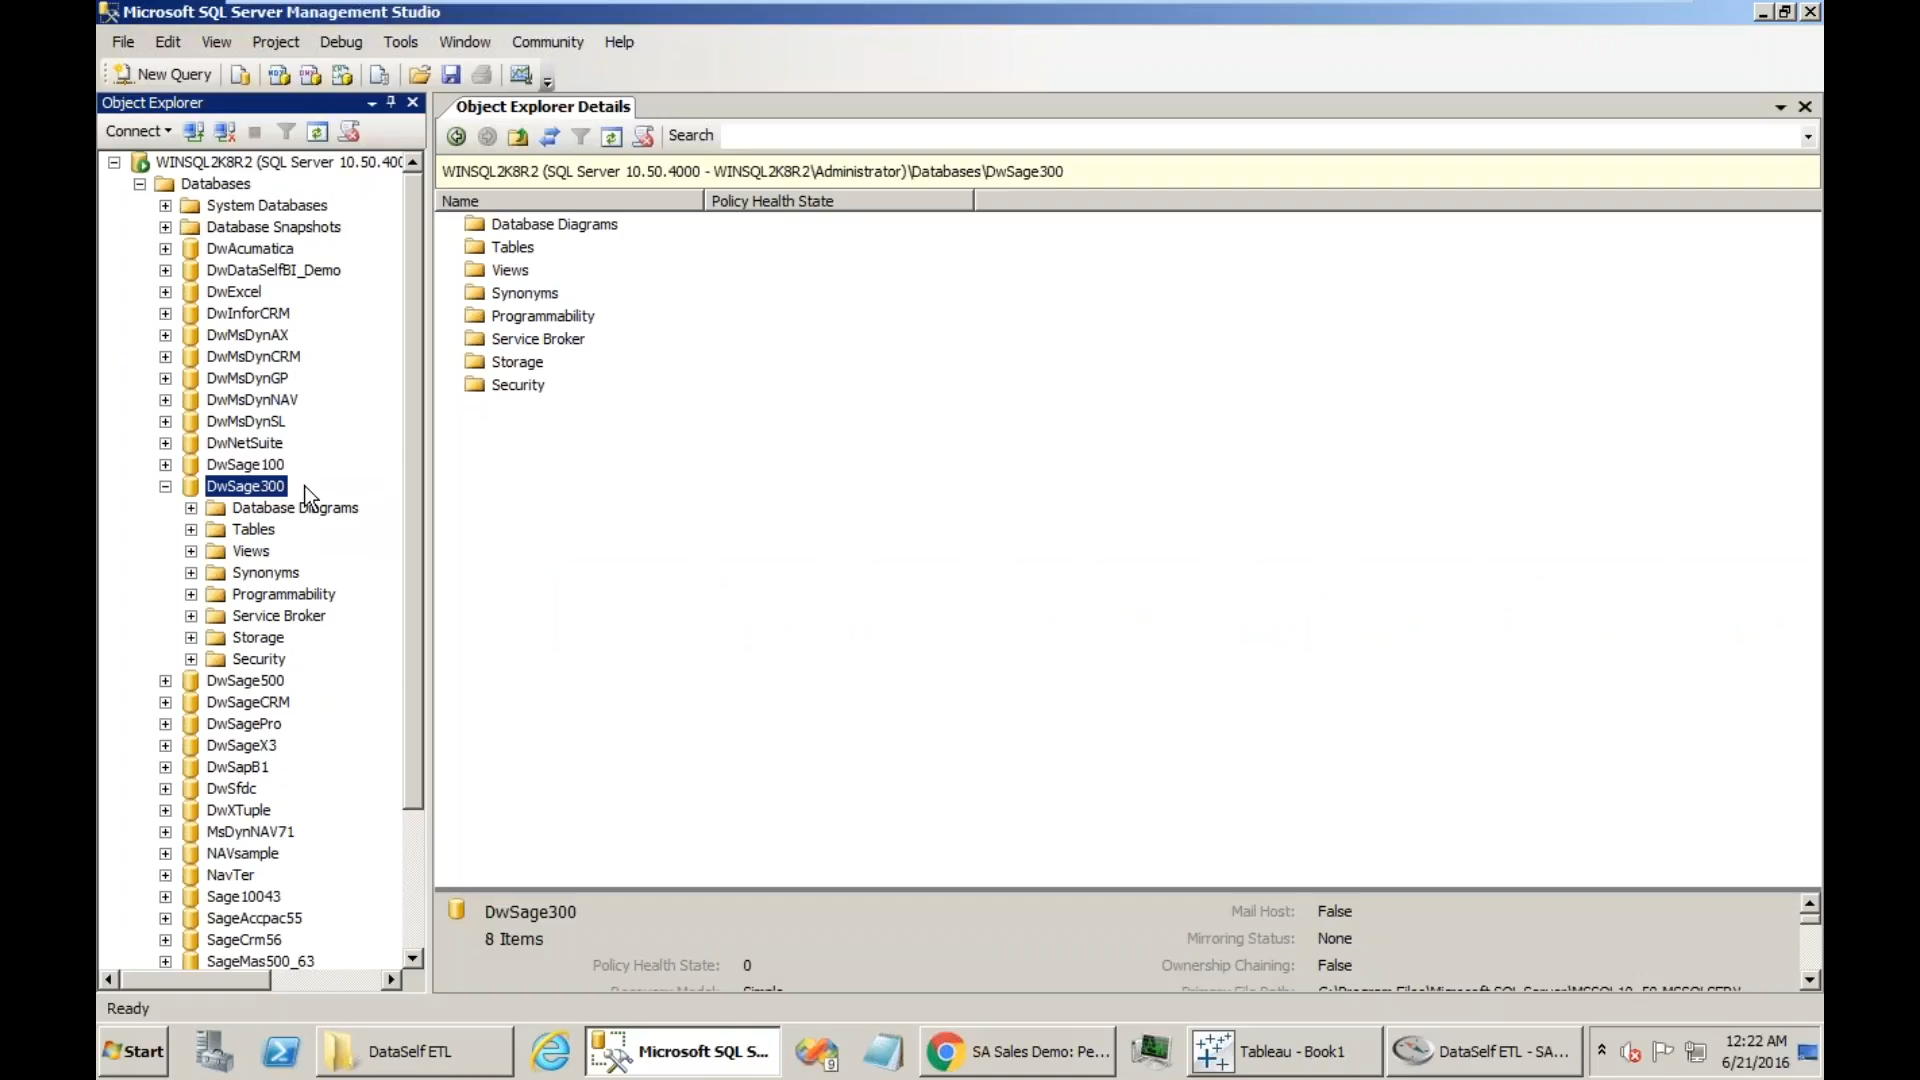 Microsoft SQL Server Management Studio
File Edit View Project Debug Tools Window Community Help
New Query
Object Explorer
Connect
WINSQL2K8R2 (SQL Server 10.50.400
Databases
System Databases
Database Snapshots
DwAcumatica
DwDataSelfBI_Demo
DwExcel
DwInforCRM
DwMsDynAX
DwMsDynCRM
DwMsDynGP
DwMsDynNAV
DwMsDynSL
DwNetSuite
DwSage100
DwSage300
Database Diagrams
Tables
Views
Synonyms
Programmability
Service Broker
Storage
Security
DwSage500
DwSageCRM
DwSagePro
DwSageX3
DwSapB1
DwSfdc
DwXTuple
MsDynNAV71
NAVsample
NavTer
Sage10043
SageAccpac55
SageCrm56
SageMas500_63
Object Explorer Details
Search
WINSQL2K8R2 (SQL Server 10.50.4000 - WINSQL2K8R2\Administrator)\Databases\DwSage300
Name Policy Health State
Database Diagrams
Tables
Views
Synonyms
Programmability
Service Broker
Storage
Security
DwSage300
8 Items
Policy Health State: 0
Mail Host: False
Mirroring Status: None
Ownership Chaining: False
Ready
Start
DataSelf ETL
Microsoft SQL S...
9
SA Sales Demo: Pe...
Tableau - Book1
DataSelf ETL - SA...
12:22 AM
6/21/2016